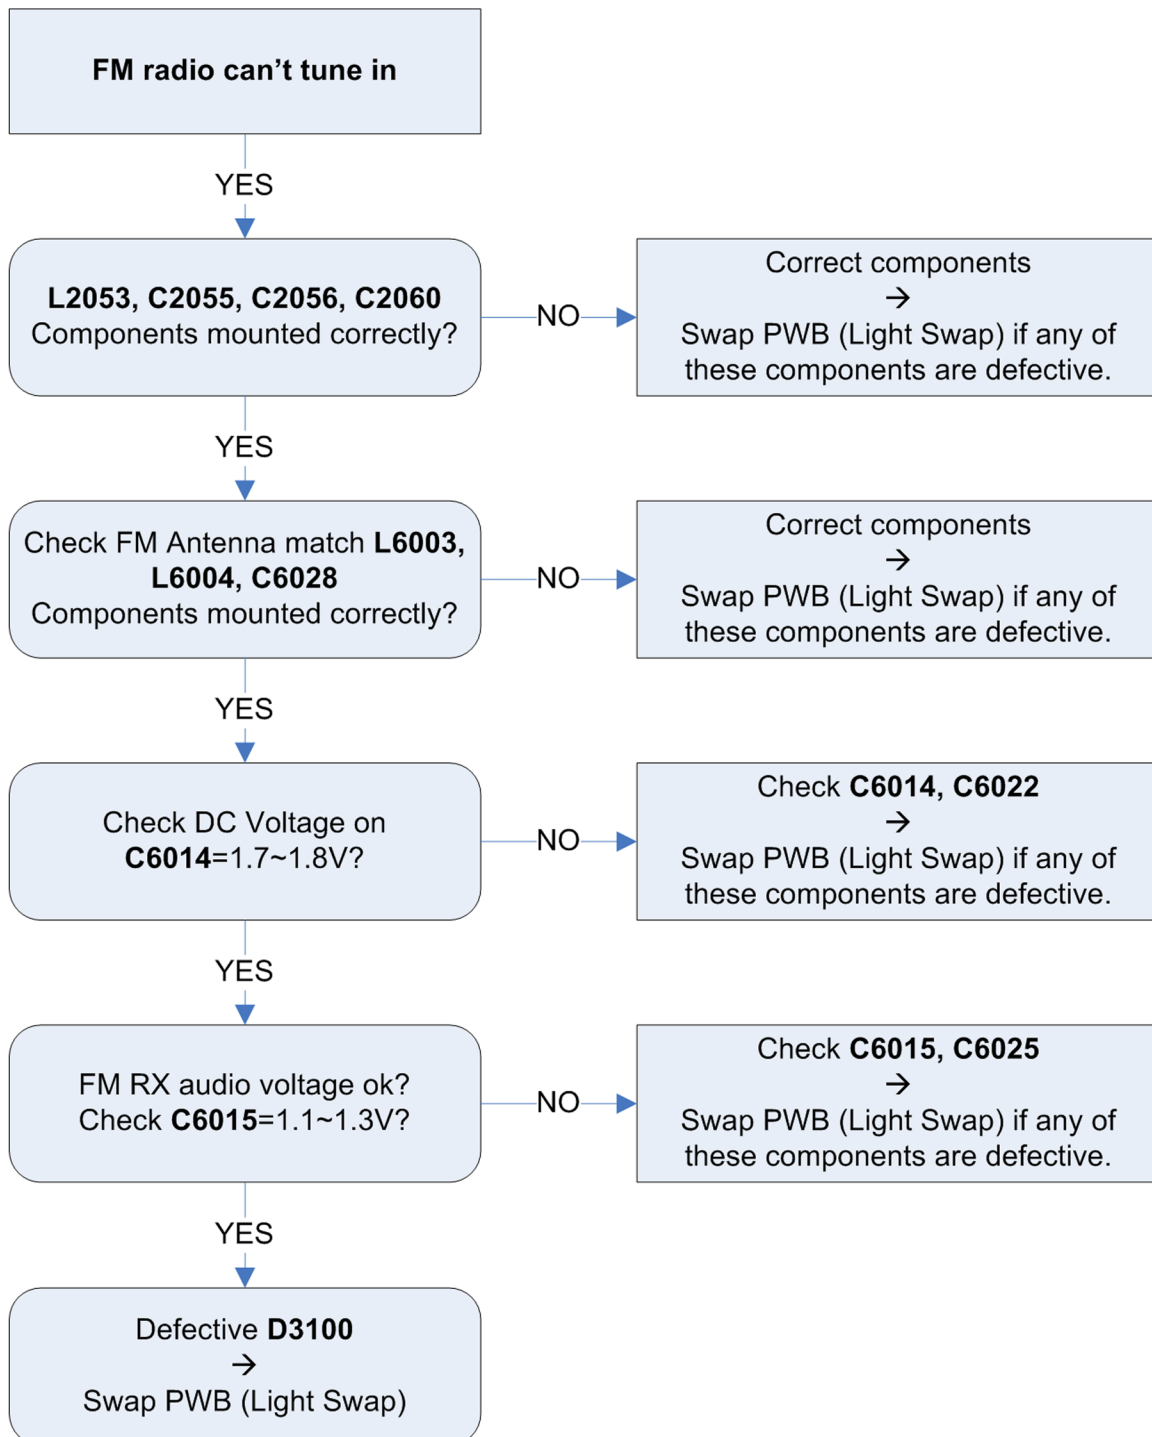 FM radio can’t tune in
YES
L2053, C2055, C2056, C2060
Components mounted correctly?
NO
Correct components
→
Swap PWB (Light Swap) if any of
these components are defective.
YES
Check FM Antenna match L6003,
L6004, C6028
Components mounted correctly?
NO
Correct components
→
Swap PWB (Light Swap) if any of
these components are defective.
YES
Check DC Voltage on
C6014=1.7~1.8V?
NO
Check C6014, C6022
→
Swap PWB (Light Swap) if any of
these components are defective.
YES
FM RX audio voltage ok?
Check C6015=1.1~1.3V?
NO
Check C6015, C6025
→
Swap PWB (Light Swap) if any of
these components are defective.
YES
Defective D3100
→
Swap PWB (Light Swap)